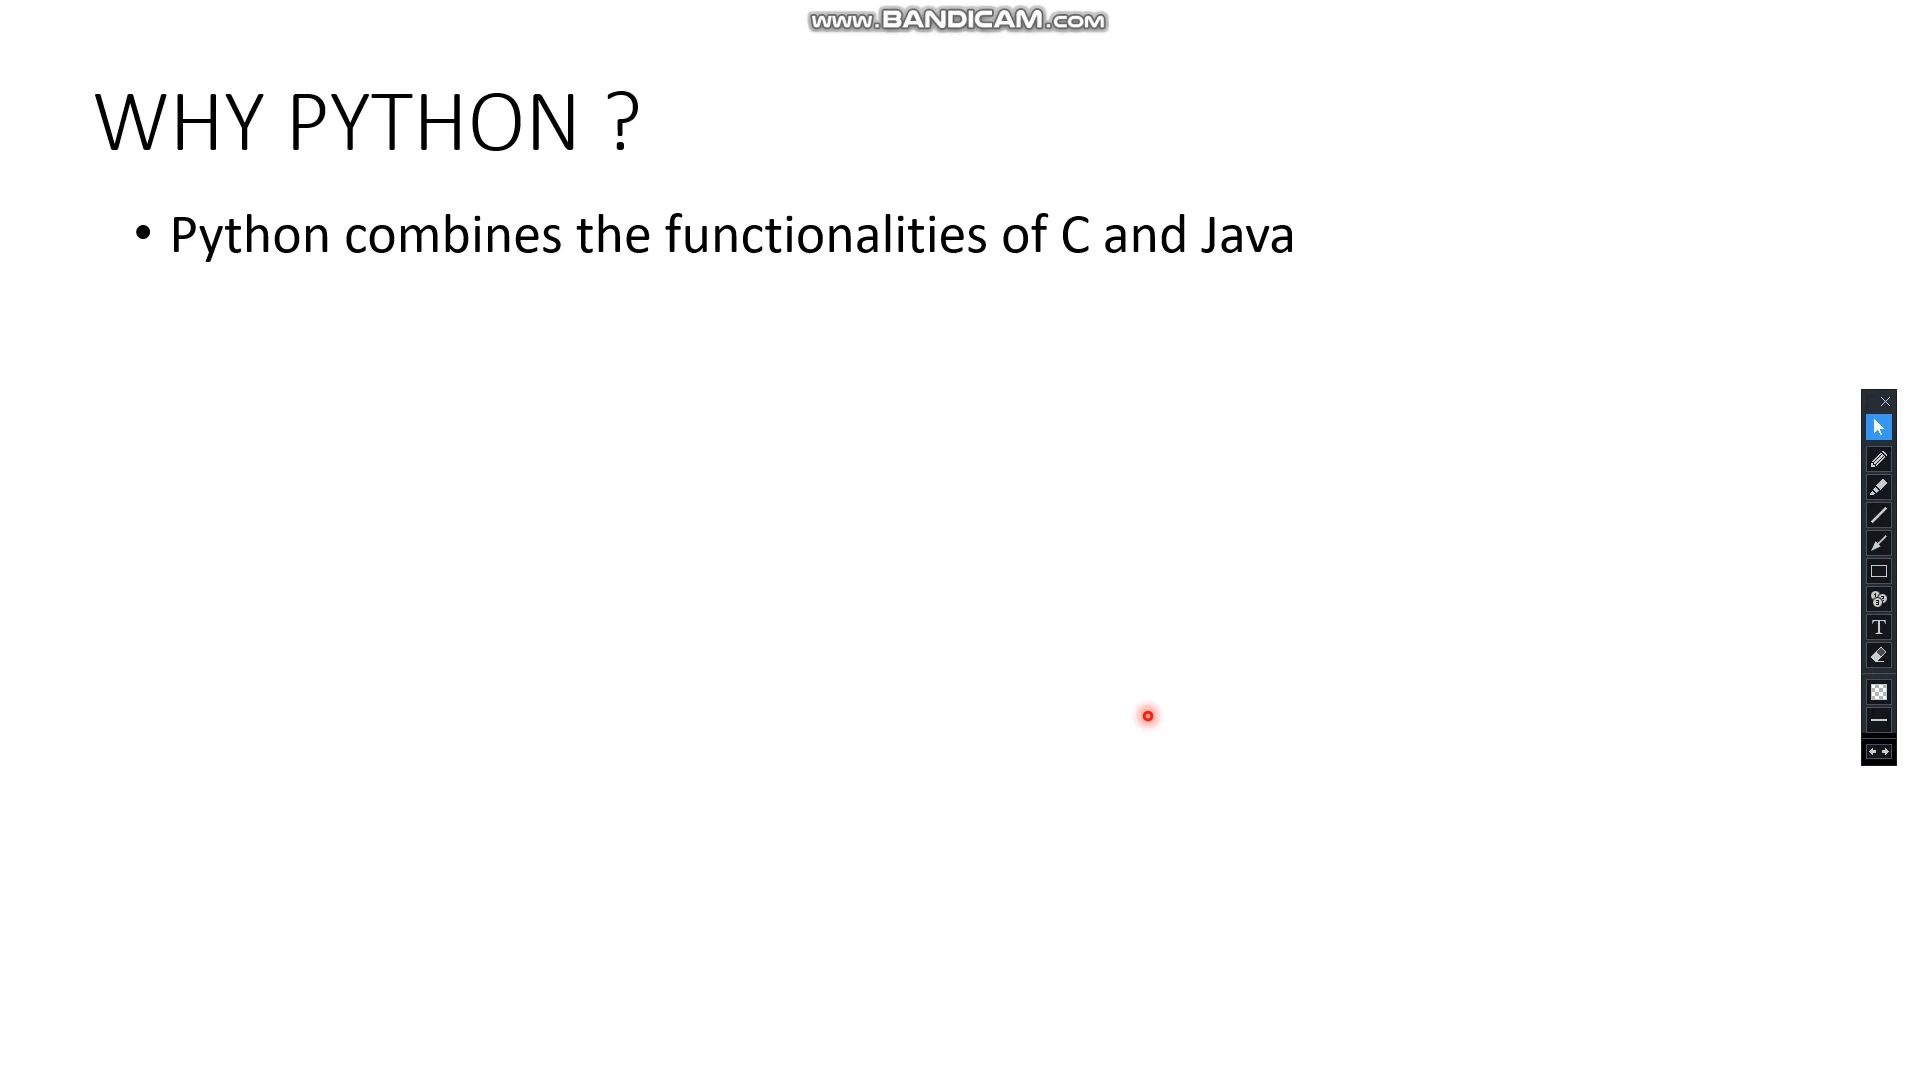 www.BANDICAM.com
WHY PYTHON ?
• Python combines the functionalities of C and Java
T